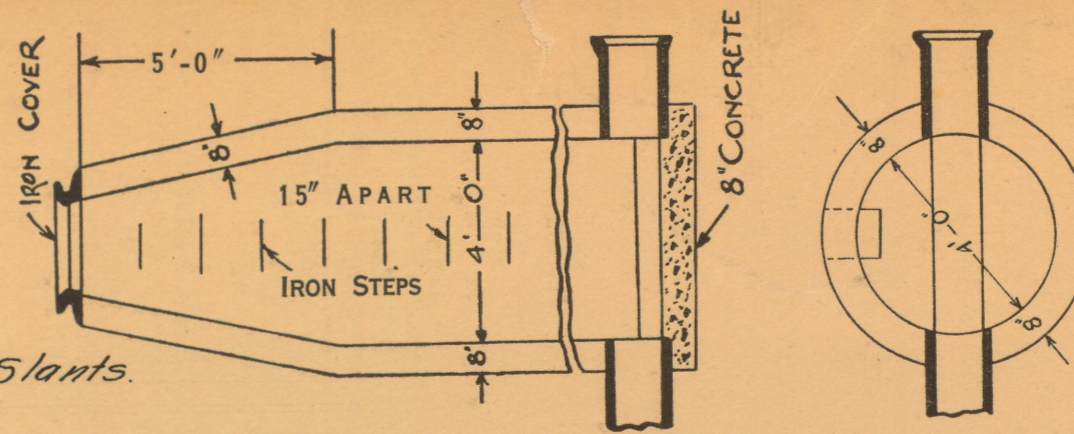 IRON COVER
5'-0"
8"
8'
15" APART
4'-0"
IRON STEPS
8'
8" CONCRETE
Slants.
8"
4'-0"
8"